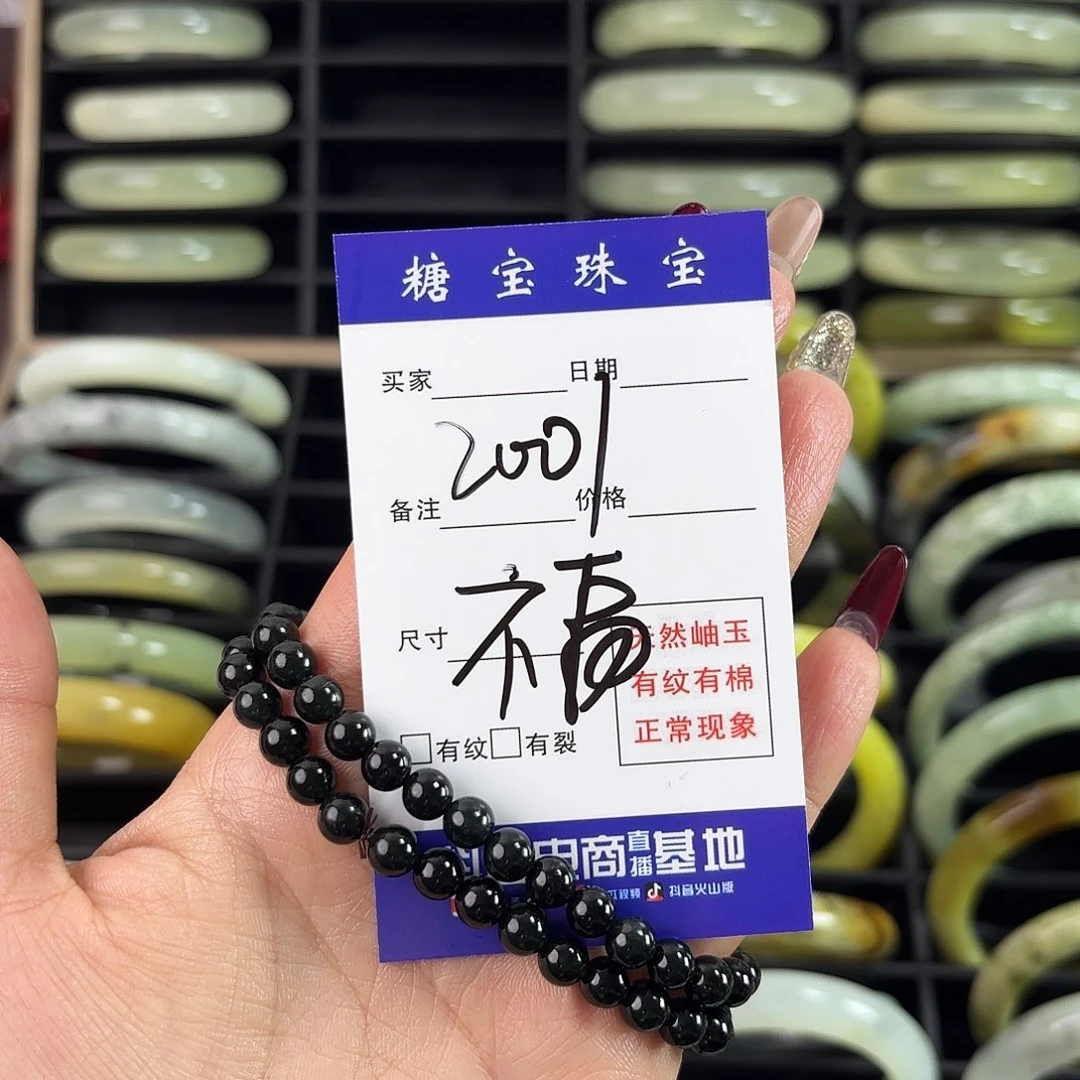 糖宝珠宝
买家 日期
2001
备注 价格
福
尺寸
天然岫玉
有纹有棉
正常现象
有纹 有裂
电商直播基地
视频 抖音火山版